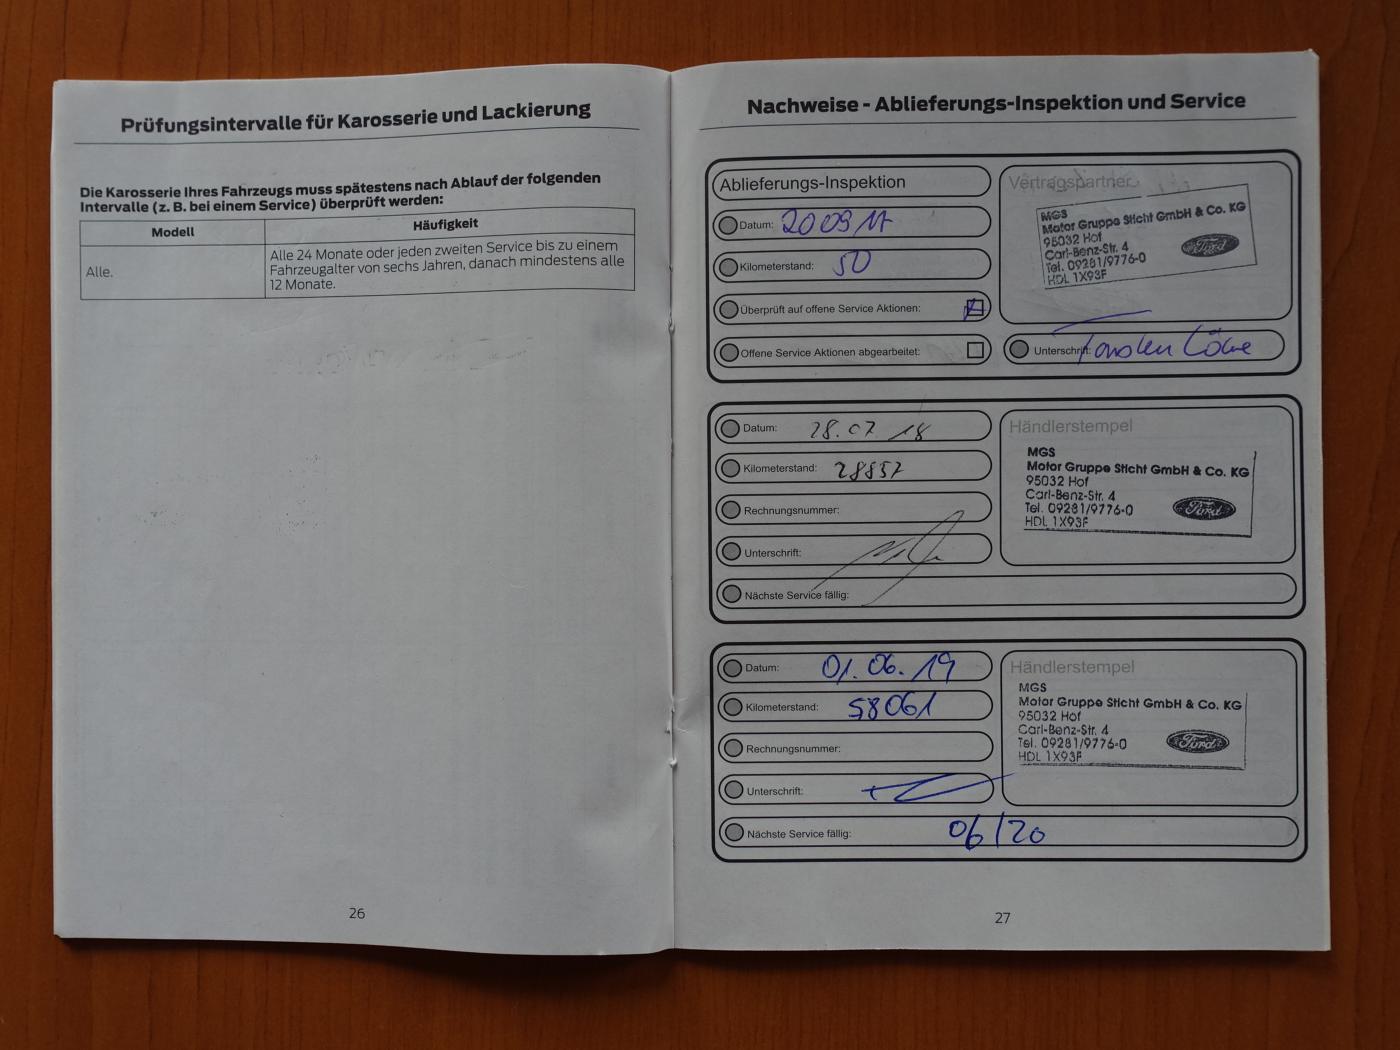 Prüfungsintervalle für Karosserie und Lackierung
Die Karosserie Ihres Fahrzeugs muss spätestens nach Ablauf der folgenden
Intervalle (z. B. bei einem Service) überprüft werden:
Modell
Häufigkeit
Alle.
Alle 24 Monate oder jeden zweiten Service bis zu einem
Fahrzeugalter von sechs Jahren, danach mindestens alle
12 Monate.
26
Nachweise - Ablieferungs-Inspektion und Service
Ablieferungs-Inspektion
Datum: 20 09 17
Kilometerstand: 50
Überprüft auf offene Service Aktionen:
Offene Service Aktionen abgearbeitet:
Vertragspartner
MGS
Motor Gruppe Sticht GmbH & Co. KG
95032 Hof
Carl-Benz-Str. 4
Tel. 09281/9776-0
HDL 1X93F
Ford
Unterschrift: Torsten Löwe
Datum: 28.07 18
Kilometerstand: 28857
Rechnungsnummer:
Unterschrift:
Nächste Service fällig:
Händlerstempel
MGS
Motor Gruppe Sticht GmbH & Co. KG
95032 Hof
Carl-Benz-Str. 4
Tel. 09281/9776-0
HDL 1X93F
Ford
Datum: 01.06.19
Kilometerstand: 58061
Rechnungsnummer:
Unterschrift:
Nächste Service fällig: 06/20
Händlerstempel
MGS
Motor Gruppe Sticht GmbH & Co. KG
95032 Hof
Carl-Benz-Str. 4
Tel. 09281/9776-0
HDL 1X93F
Ford
27